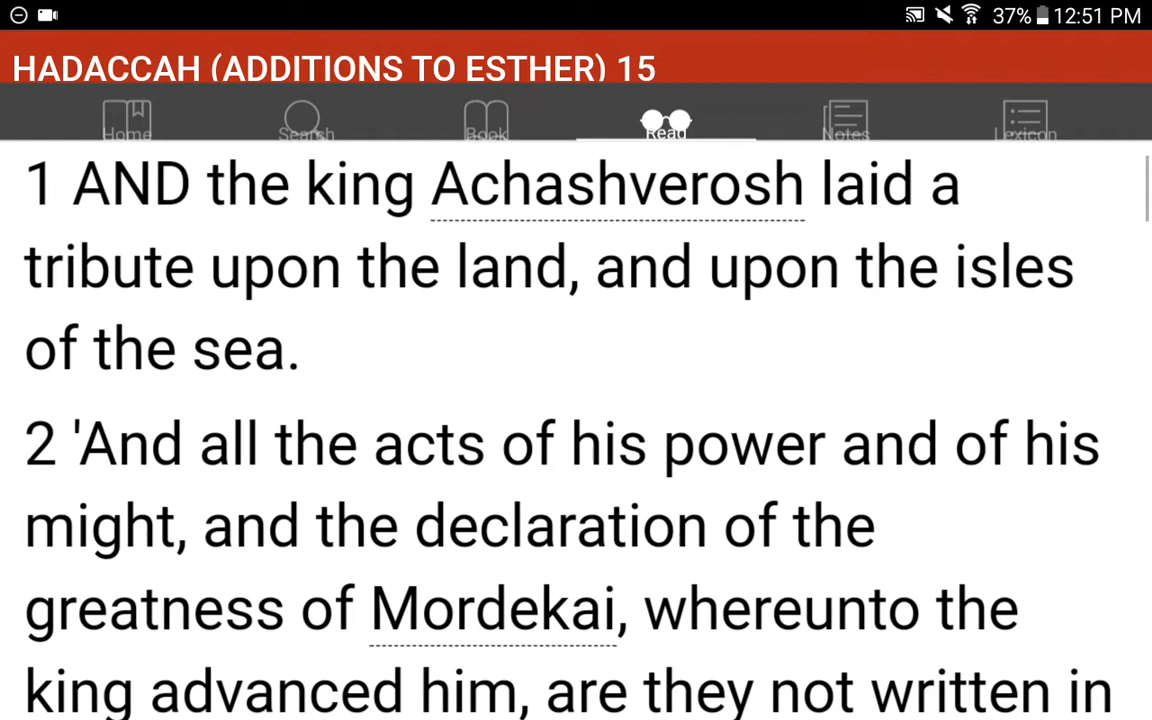 37% 12:51 PM
HADACCAH (ADDITIONS TO ESTHER) 15
Home Search Book Read Notes Lexicon
1 AND the king Achashverosh laid a
tribute upon the land, and upon the isles
of the sea.
2 'And all the acts of his power and of his
might, and the declaration of the
greatness of Mordekai, whereunto the
king advanced him, are they not written in